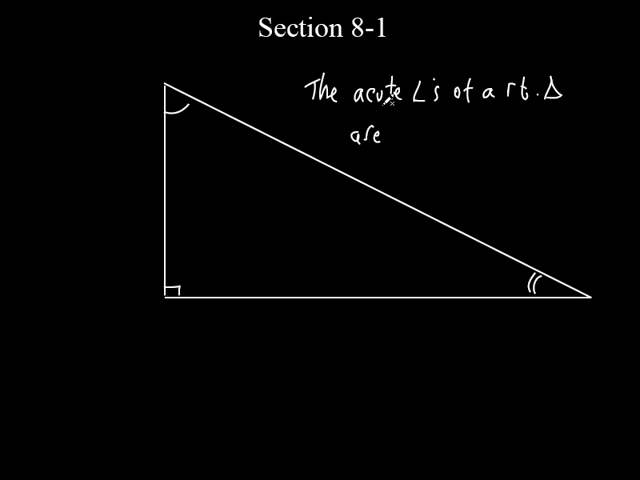 Section 8-1
The acute ∠'s of a rt. Δ
are